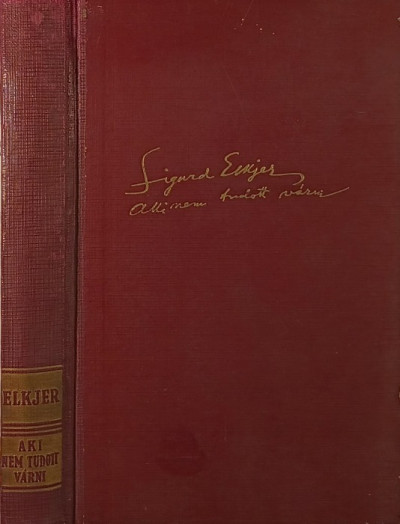 Sigurd Elkjer
Aki nem tudott várni
ELKJER
AKI
NEM TUDOTT
VÁRNI